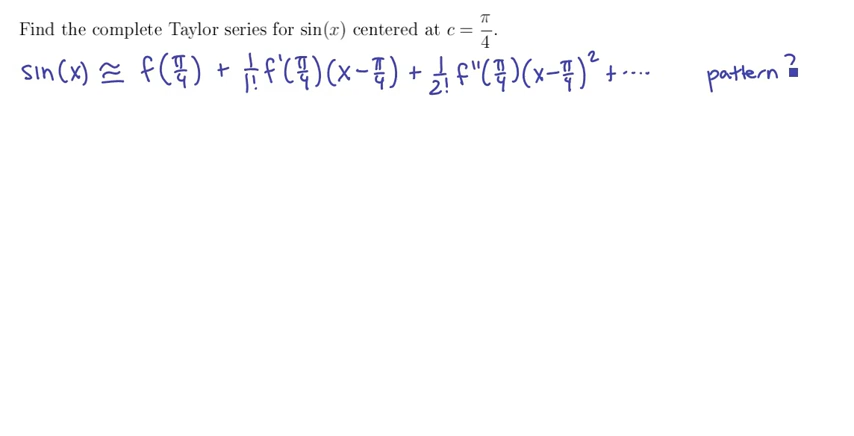 Find the complete Taylor series for sin(x) centered at c = π/4.
sin(x) ≅ f(π/4) + 1/1! f'(π/4)(x-π/4) + 1/2! f''(π/4)(x-π/4)² + .... pattern ?